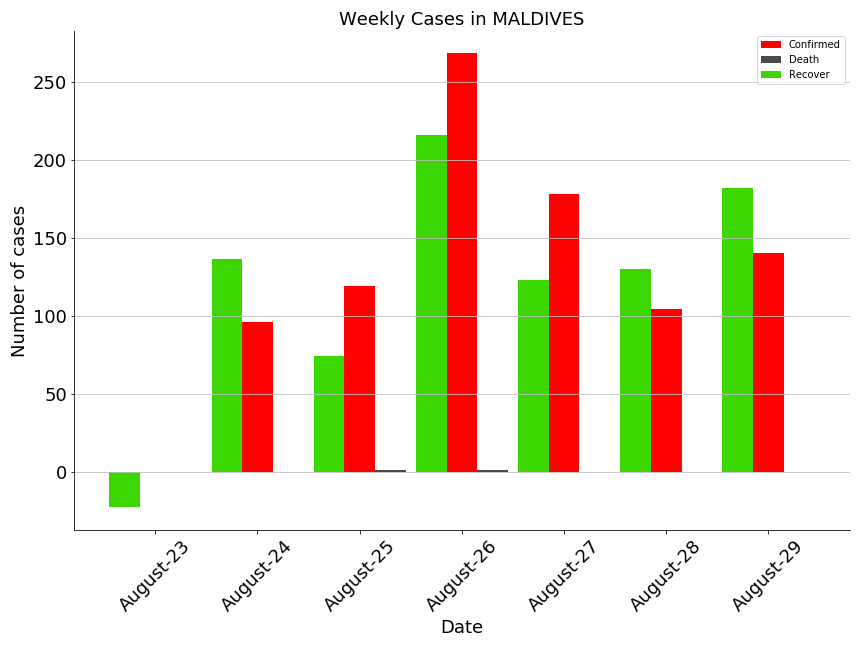 Weekly Cases in MALDIVES
Confirmed
Death
Recover
Number of cases
250
200
150
100
50
0
August-23
August-24
August-25
August-26
August-27
August-28
August-29
Date